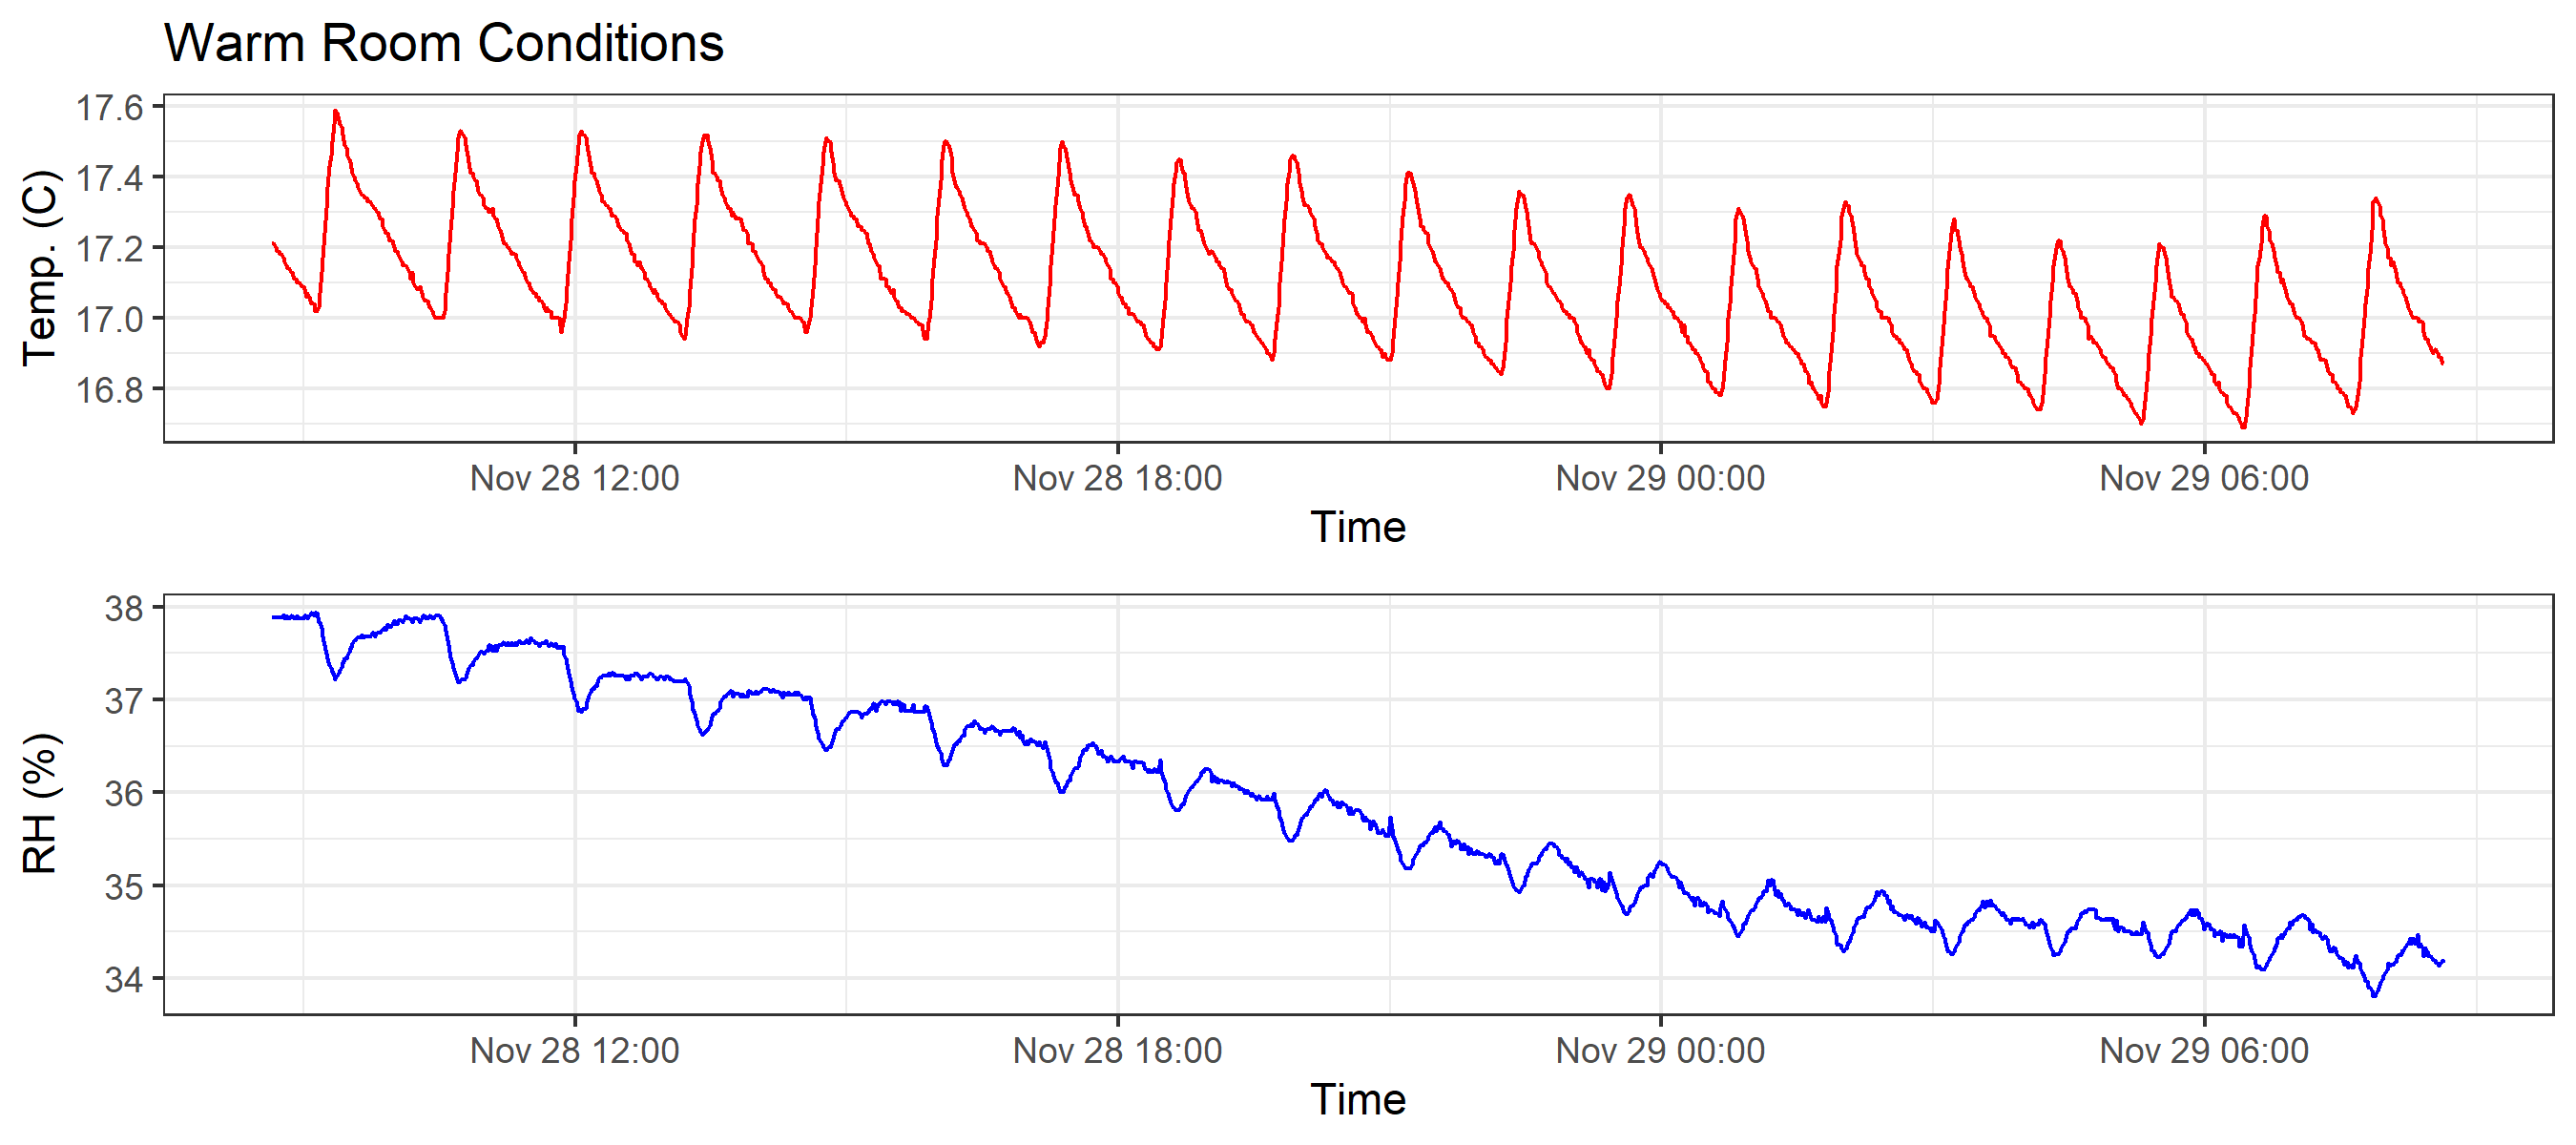 Warm Room Conditions
Temp. (C)
17.6
17.4
17.2
17.0
16.8
Nov 28 12:00 Nov 28 18:00 Nov 29 00:00 Nov 29 06:00
Time
RH (%)
38
37
36
35
34
Nov 28 12:00 Nov 28 18:00 Nov 29 00:00 Nov 29 06:00
Time